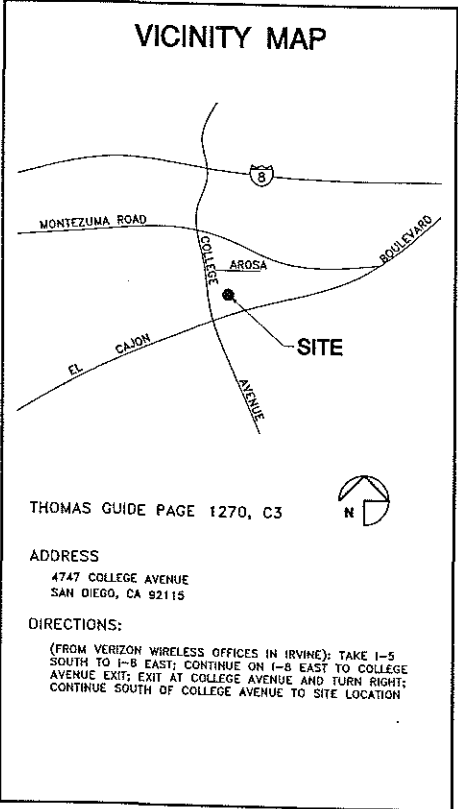 VICINITY MAP
8
MONTEZUMA ROAD
COLLEGE
AROSA
BOULEVARD
SITE
EL CAJON
AVENUE
THOMAS GUIDE PAGE 1270, C3
N
ADDRESS
4747 COLLEGE AVENUE
SAN DIEGO, CA 92115
DIRECTIONS:
(FROM VERIZON WIRELESS OFFICES IN IRVINE): TAKE I-5
SOUTH TO I-8 EAST; CONTINUE ON I-8 EAST TO COLLEGE
AVENUE EXIT; EXIT AT COLLEGE AVENUE AND TURN RIGHT;
CONTINUE SOUTH OF COLLEGE AVENUE TO SITE LOCATION